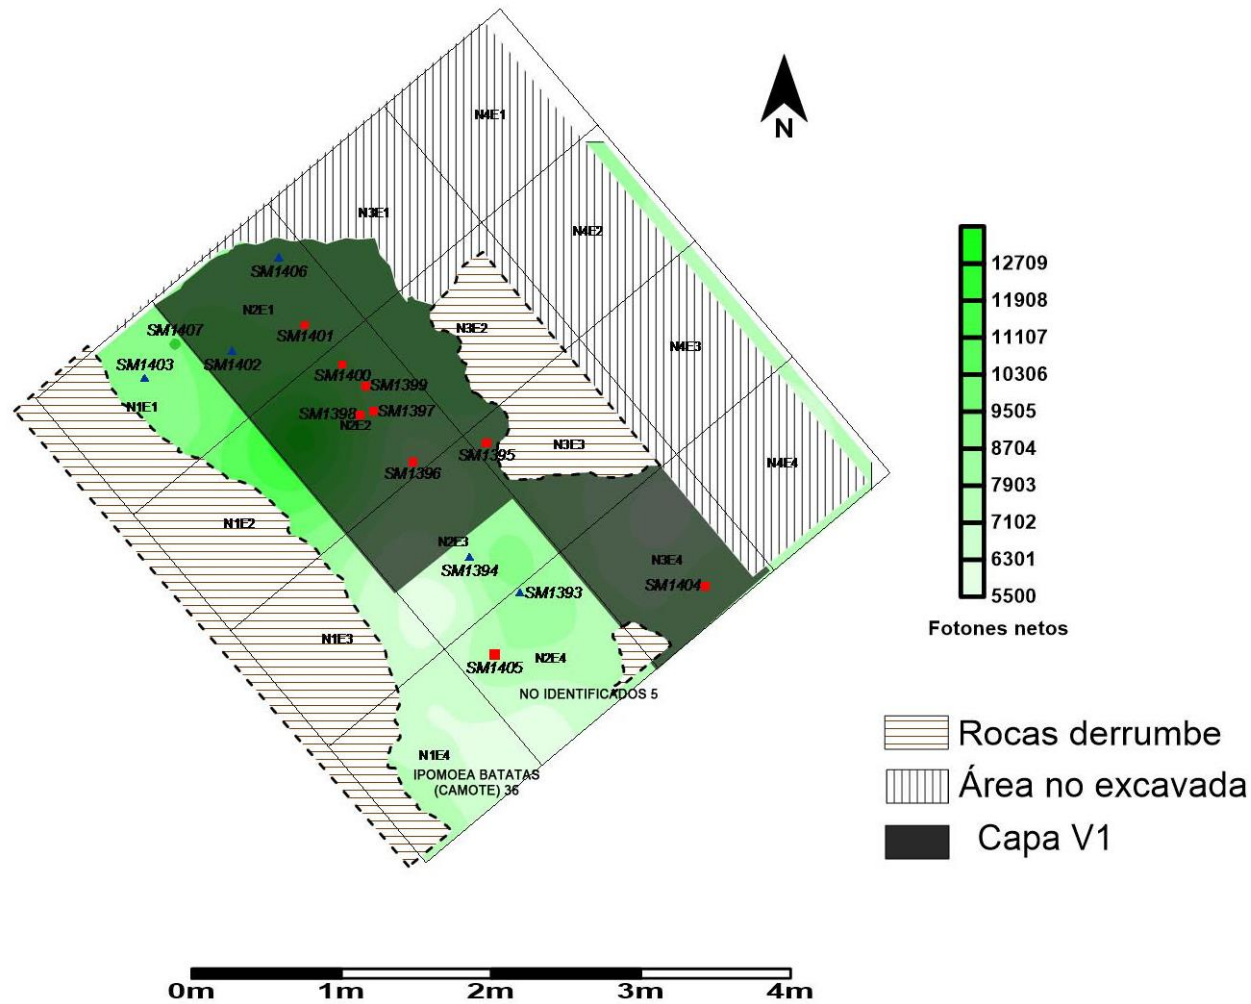 N4E1
N
N3E1
N4E2
SM1406
N2E1
SM1407
SM1401
N3E2
SM1403
SM1402
N4E3
SM1400
SM1399
N1E1
SM1398
SM1397
N2E2
N3E3
SM1395
N4E4
SM1396
N1E2
N2E3
SM1394
N3E4
SM1404
SM1393
N1E3
N2E4
SM1405
NO IDENTIFICADOS 5
N1E4
IPOMOEA BATATAS
(CAMOTE) 36
12709
11908
11107
10306
9505
8704
7903
7102
6301
5500
Fotones netos
Rocas derrumbe
Área no excavada
Capa V1
0m 1m 2m 3m 4m